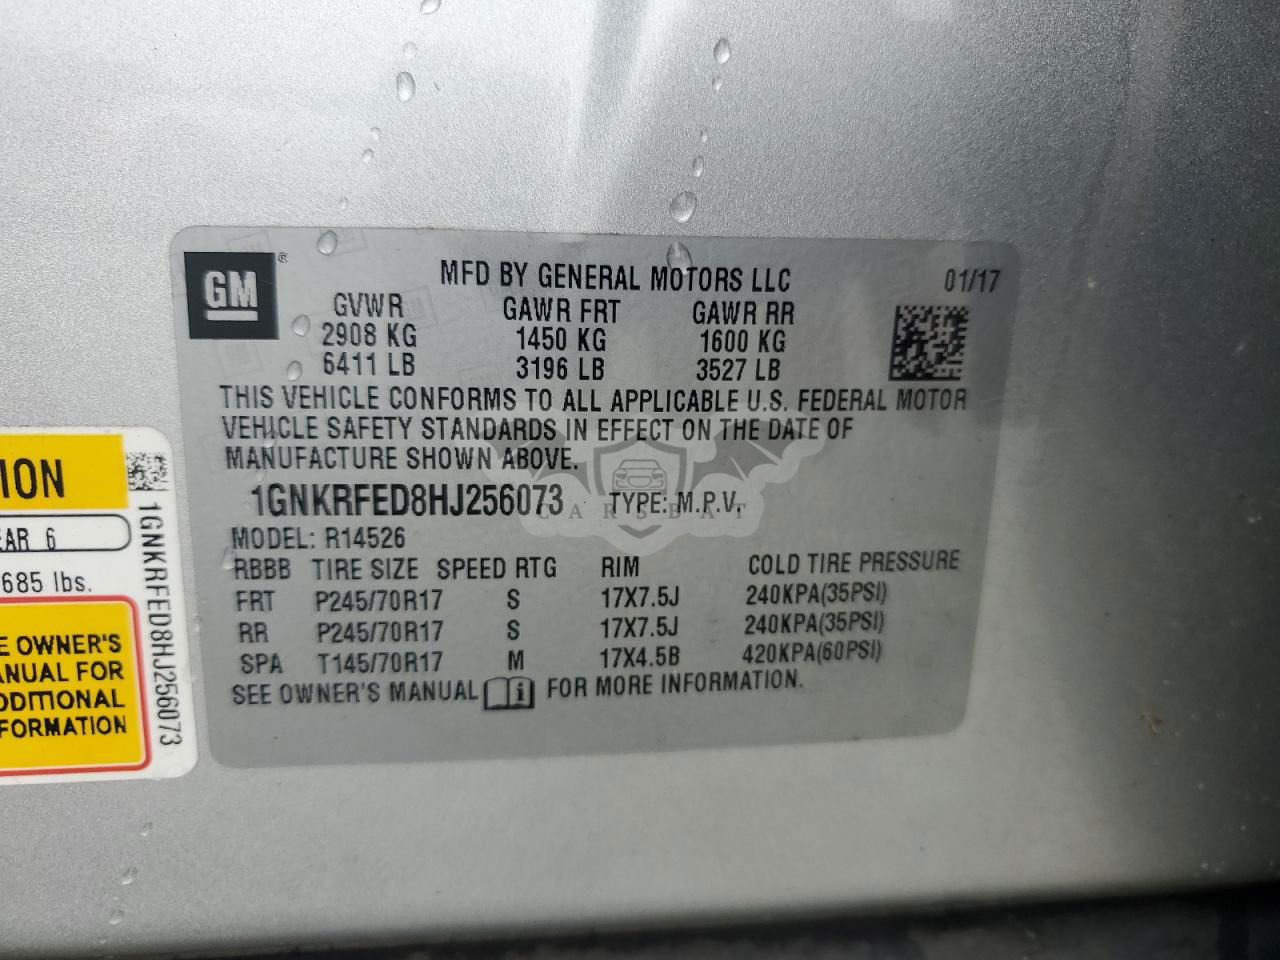 GM
MFD BY GENERAL MOTORS LLC 01/17
GVWR GAWR FRT GAWR RR
2908 KG 1450 KG 1600 KG
6411 LB 3196 LB 3527 LB
THIS VEHICLE CONFORMS TO ALL APPLICABLE U.S. FEDERAL MOTOR
VEHICLE SAFETY STANDARDS IN EFFECT ON THE DATE OF
MANUFACTURE SHOWN ABOVE.
1GNKRFED8HJ256073 TYPE: M.P.V.
CARSBAT
MODEL: R14526
RBBB TIRE SIZE SPEED RTG RIM COLD TIRE PRESSURE
FRT P245/70R17 S 17X7.5J 240KPA(35PSI)
RR P245/70R17 S 17X7.5J 240KPA(35PSI)
SPA T145/70R17 M 17X4.5B 420KPA(60PSI)
SEE OWNER'S MANUAL i FOR MORE INFORMATION.
ION
EAR 6
685 lbs.
E OWNER'S
ANUAL FOR
DDITIONAL
FORMATION
1GNKRFED8HJ256073